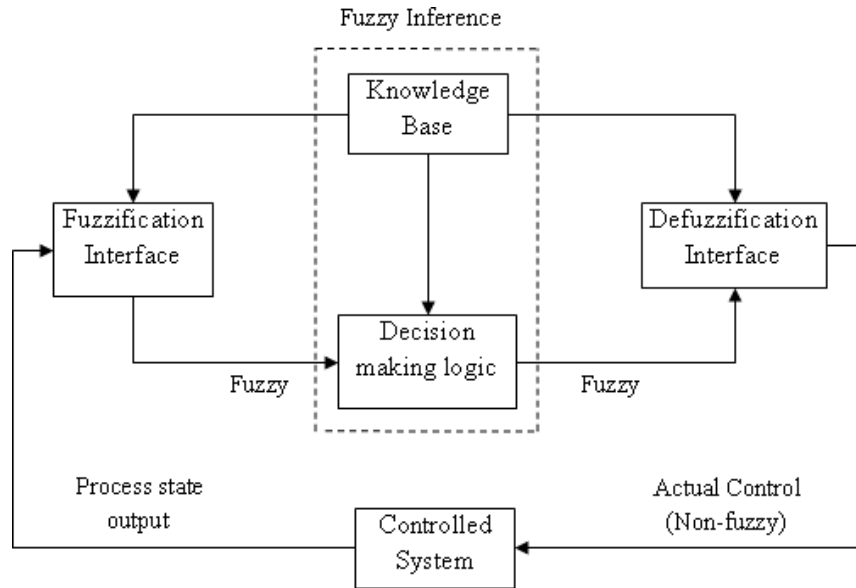 Fuzzy Inference
Knowledge
Base
Fuzzification
Interface
Defuzzification
Interface
Decision
making logic
Fuzzy
Fuzzy
Process state
output
Actual Control
(Non-fuzzy)
Controlled
System